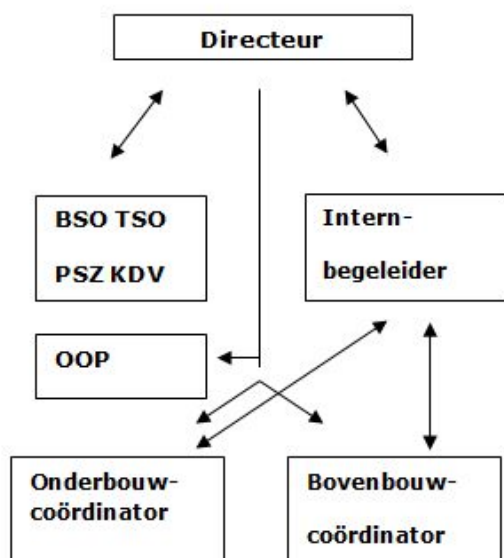 Directeur
BSO TSO
PSZ KDV
Intern-
begeleider
OOP
Onderbouw-
coördinator
Bovenbouw-
coördinator